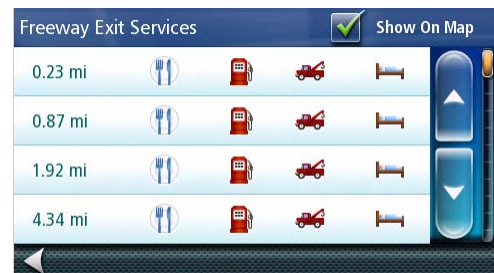 Freeway Exit Services
Show On Map
0.23 mi
0.87 mi
1.92 mi
4.34 mi